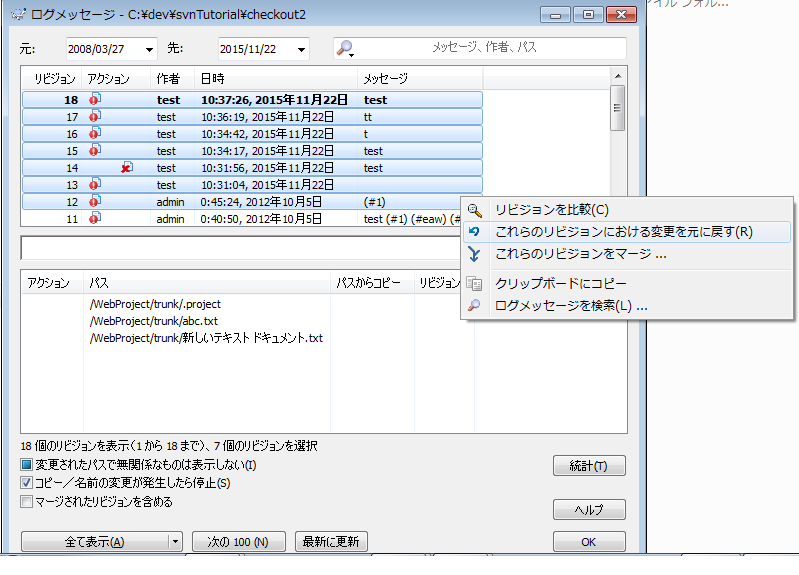 イル フォル...
ログメッセージ - C:¥dev¥svnTutorial¥checkout2
元: 2008/03/27 先: 2015/11/22 メッセージ、作者、パス
リビジョン アクション 作者 日時 メッセージ
18 test 10:37:26, 2015年11月22日 test
17 test 10:36:19, 2015年11月22日 tt
16 test 10:34:42, 2015年11月22日 t
15 test 10:34:17, 2015年11月22日 test
14 test 10:31:56, 2015年11月22日 test
13 test 10:31:04, 2015年11月22日
12 admin 0:45:24, 2012年10月5日 (#1)
11 admin 0:40:50, 2012年10月5日 test (#1) (#eaw) (#
リビジョンを比較(C)
これらのリビジョンにおける変更を元に戻す(R)
これらのリビジョンをマージ ...
クリップボードにコピー
ログメッセージを検索(L) ...
アクション パス パスからコピー リビジョン
/WebProject/trunk/.project
/WebProject/trunk/abc.txt
/WebProject/trunk/新しいテキスト ドキュメント.txt
18 個のリビジョンを表示(1 から 18 まで)、7 個のリビジョンを選択
変更されたパスで無関係なものは表示しない(I)
統計(T)
コピー／名前の変更が発生したら停止(S)
マージされたリビジョンを含める
ヘルプ
全て表示(A) 次の 100 (N) 最新に更新 OK